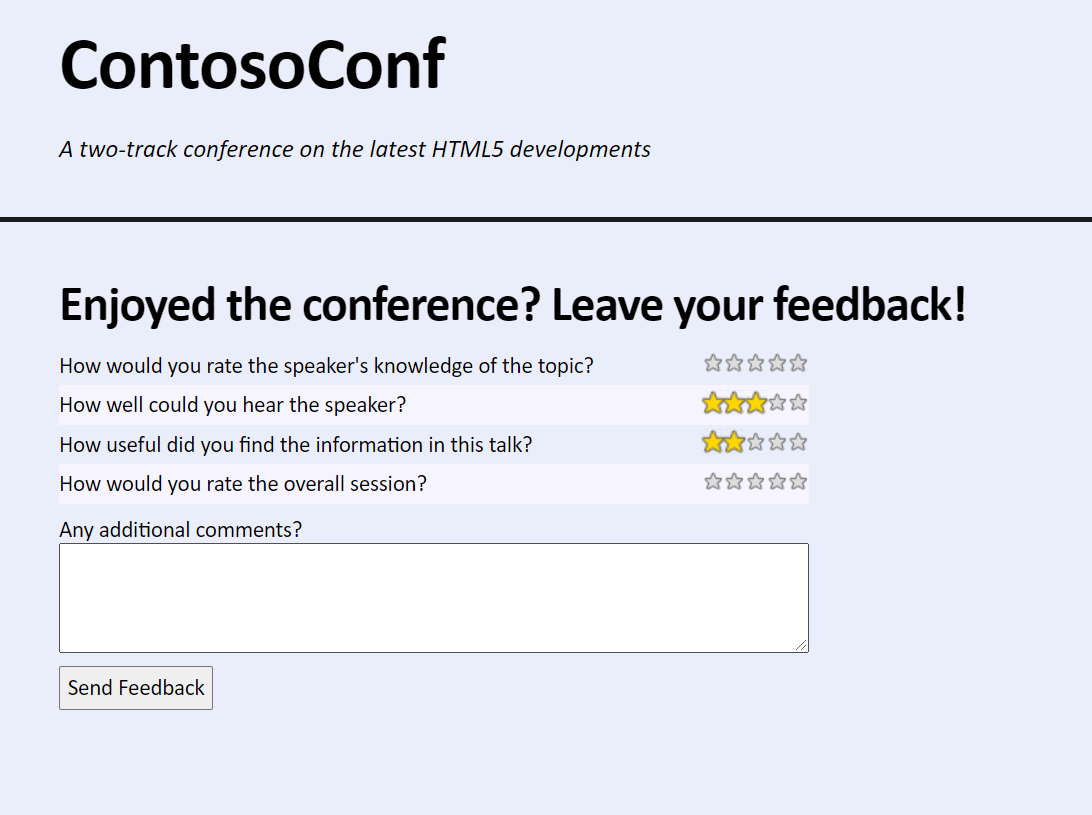 ContosoConf
A two-track conference on the latest HTML5 developments
Enjoyed the conference? Leave your feedback!
How would you rate the speaker's knowledge of the topic?
How well could you hear the speaker?
How useful did you find the information in this talk?
How would you rate the overall session?
Any additional comments?
Send Feedback